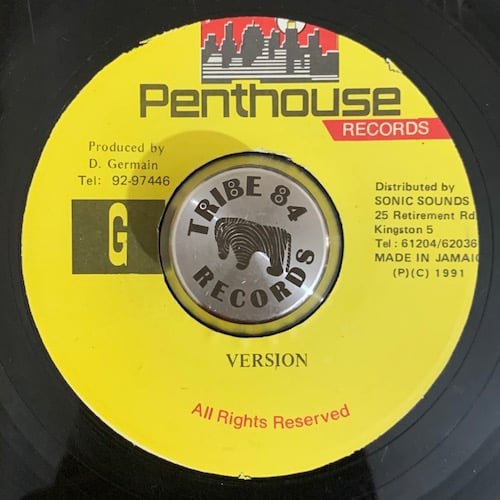 Penthouse
RECORDS
Produced by
D. Germain
Tel: 92-97446
G
TRIBE 84
RECORDS
Distributed by
SONIC SOUNDS
25 Retirement Rd
Kingston 5
Tel : 61204/62036
MADE IN JAMAIC
(P)(C) 1991
VERSION
All Rights Reserved